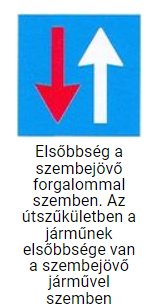 Elsőbbség a
szembejövő
forgalommal
szemben. Az
útszűkületben a
járműnek
elsőbbsége van
a szembejövő
járművel
szemben